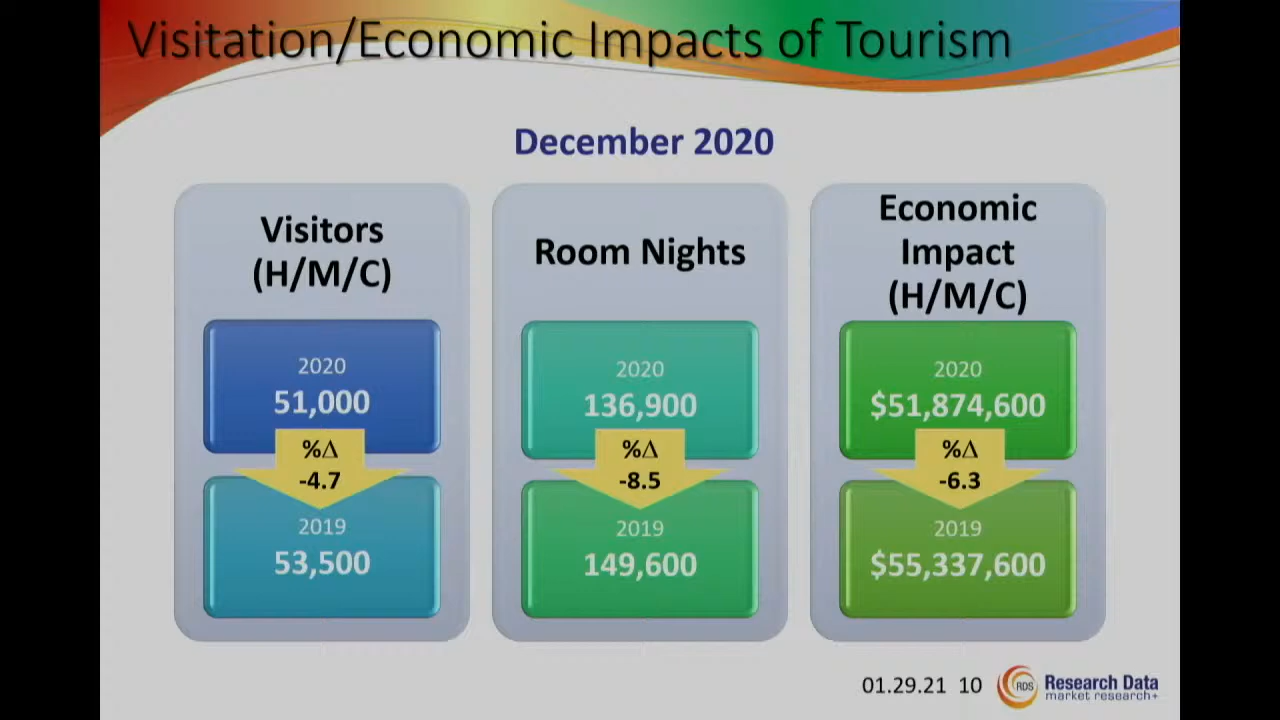 Visitation/Economic Impacts of Tourism
December 2020
Visitors
(H/M/C)
2020
51,000
%Δ
-4.7
2019
53,500
Room Nights
2020
136,900
%Δ
-8.5
2019
149,600
Economic
Impact
(H/M/C)
2020
$51,874,600
%Δ
-6.3
2019
$55,337,600
01.29.21 10
RDS
Research Data
market research+